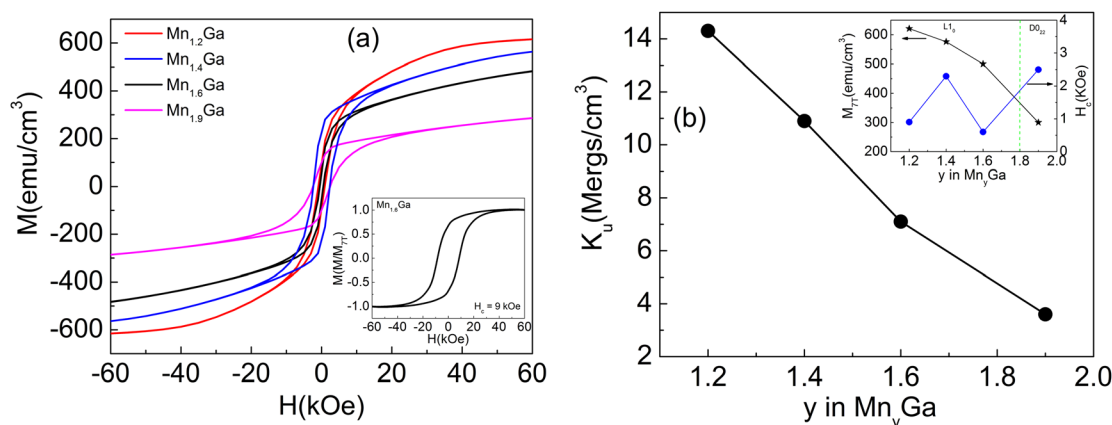 (a)
Mn1.2Ga
Mn1.4Ga
Mn1.6Ga
Mn1.9Ga
M(emu/cm³)
600
400
200
0
-200
-400
-600
-60
-40
-20
0
20
40
60
H(kOe)
Mn1.6Ga
M(M/M7T)
1.0
0.5
0.0
-0.5
-1.0
Hc = 9 kOe
-60
-40
-20
0
20
40
60
H(kOe)
(b)
Ku(Mergs/cm³)
14
12
10
8
6
4
2
1.2
1.4
1.6
1.8
2.0
y in MnyGa
L10
D022
M7T(emu/cm³)
600
500
400
300
200
4
3
2
1
0
Hc(KOe)
1.2
1.4
1.6
1.8
2.0
y in MnyGa